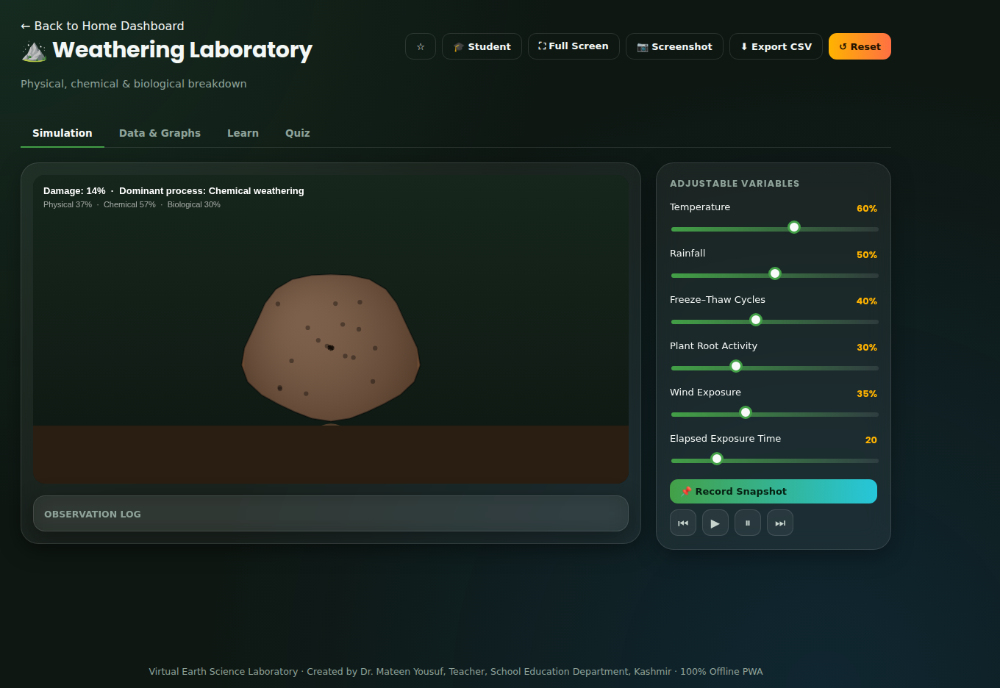 ← Back to Home Dashboard
⛰️ Weathering Laboratory
☆
🎓 Student
⛶ Full Screen
📷 Screenshot
⬇ Export CSV
↺ Reset
Physical, chemical & biological breakdown
Simulation
Data & Graphs
Learn
Quiz
Damage: 14% · Dominant process: Chemical weathering
Physical 37% · Chemical 57% · Biological 30%
OBSERVATION LOG
ADJUSTABLE VARIABLES
Temperature 60%
Rainfall 50%
Freeze–Thaw Cycles 40%
Plant Root Activity 30%
Wind Exposure 35%
Elapsed Exposure Time 20
📌 Record Snapshot
⏮ ▶ ⏸ ⏭
Virtual Earth Science Laboratory · Created by Dr. Mateen Yousuf, Teacher, School Education Department, Kashmir · 100% Offline PWA